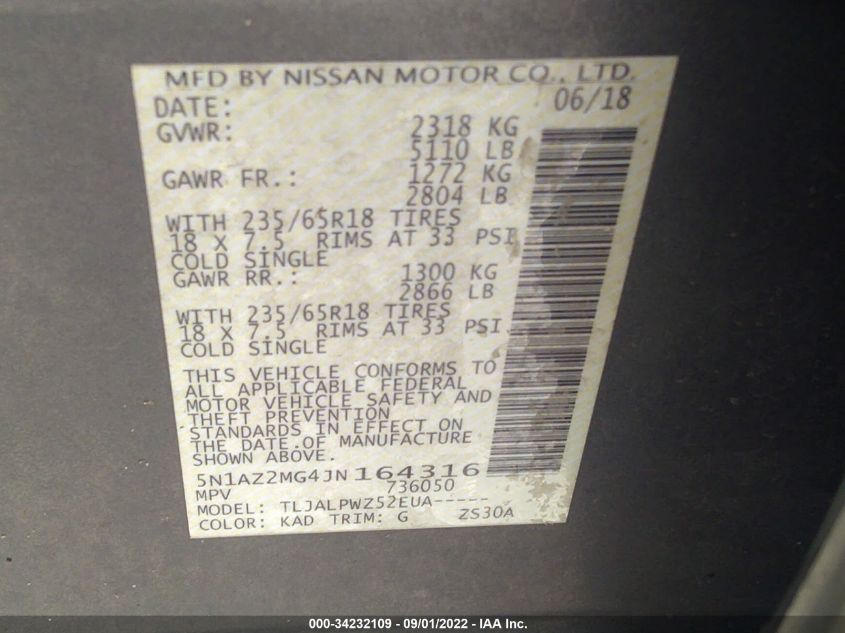 MFD BY NISSAN MOTOR CO., LTD.
DATE: 06/18
GVWR: 2318 KG
5110 LB
GAWR FR.: 1272 KG
2804 LB
WITH 235/65R18 TIRES
18 X 7.5 RIMS AT 33 PSI
COLD SINGLE
GAWR RR.: 1300 KG
2866 LB
WITH 235/65R18 TIRES
18 X 7.5 RIMS AT 33 PSI
COLD SINGLE
THIS VEHICLE CONFORMS TO
ALL APPLICABLE FEDERAL
MOTOR VEHICLE SAFETY AND
THEFT PREVENTION
STANDARDS IN EFFECT ON
THE DATE OF MANUFACTURE
SHOWN ABOVE.
5N1AZ2MG4JN164316
MPV 736050
MODEL: TLJALPWZ52EUA-----
COLOR: KAD TRIM: G ZS30A
000-34232109 - 09/01/2022 - IAA Inc.